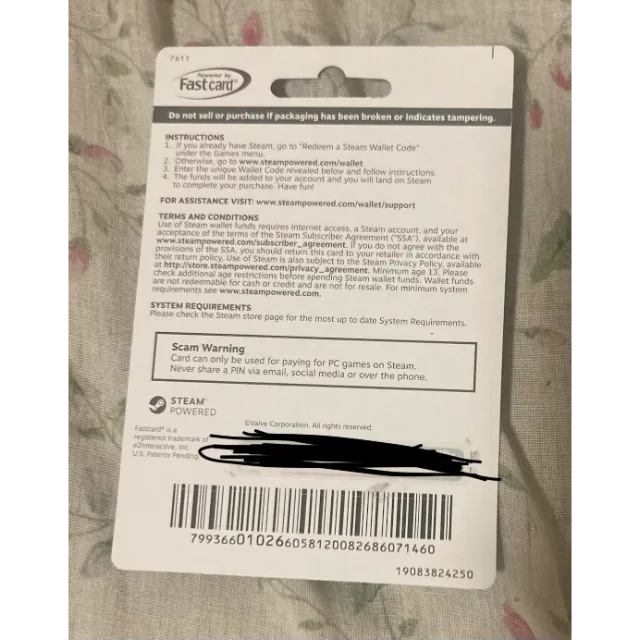 7611
Powered by
Fastcard®
Do not sell or purchase if packaging has been broken or indicates tampering.
INSTRUCTIONS
1. If you already have Steam, go to "Redeem a Steam Wallet Code"
under the Games menu.
2. Otherwise, go to www.steampowered.com/wallet
3. Enter the unique Wallet Code revealed below and follow instructions.
4. The funds will be added to your account and you will land on Steam
to complete your purchase. Have fun!
FOR ASSISTANCE VISIT: www.steampowered.com/wallet/support
TERMS AND CONDITIONS
Use of Steam wallet funds requires internet access, a Steam account, and your
acceptance of the terms of the Steam Subscriber Agreement ("SSA"), available at
www.steampowered.com/subscriber_agreement. If you do not agree with the
provisions of the SSA, you should return this card to your retailer in accordance with
their return policy. Use of Steam is also subject to the Steam Privacy Policy, available
at http://store.steampowered.com/privacy_agreement. Minimum age 13. Please
check additional age restrictions before spending Steam wallet funds. Wallet funds
are not redeemable for cash or credit and are not for resale. For minimum system
requirements see www.steampowered.com.
SYSTEM REQUIREMENTS
Please check the Steam store page for the most up to date System Requirements.
Scam Warning
Card can only be used for paying for PC games on Steam.
Never share a PIN via email, social media or over the phone.
STEAM®
POWERED
©Valve Corporation. All rights reserved.
Fastcard® is a
registered trademark of
e2interactive, Inc.
U.S. Patents Pending
799366010266058120082686071460
19083824250